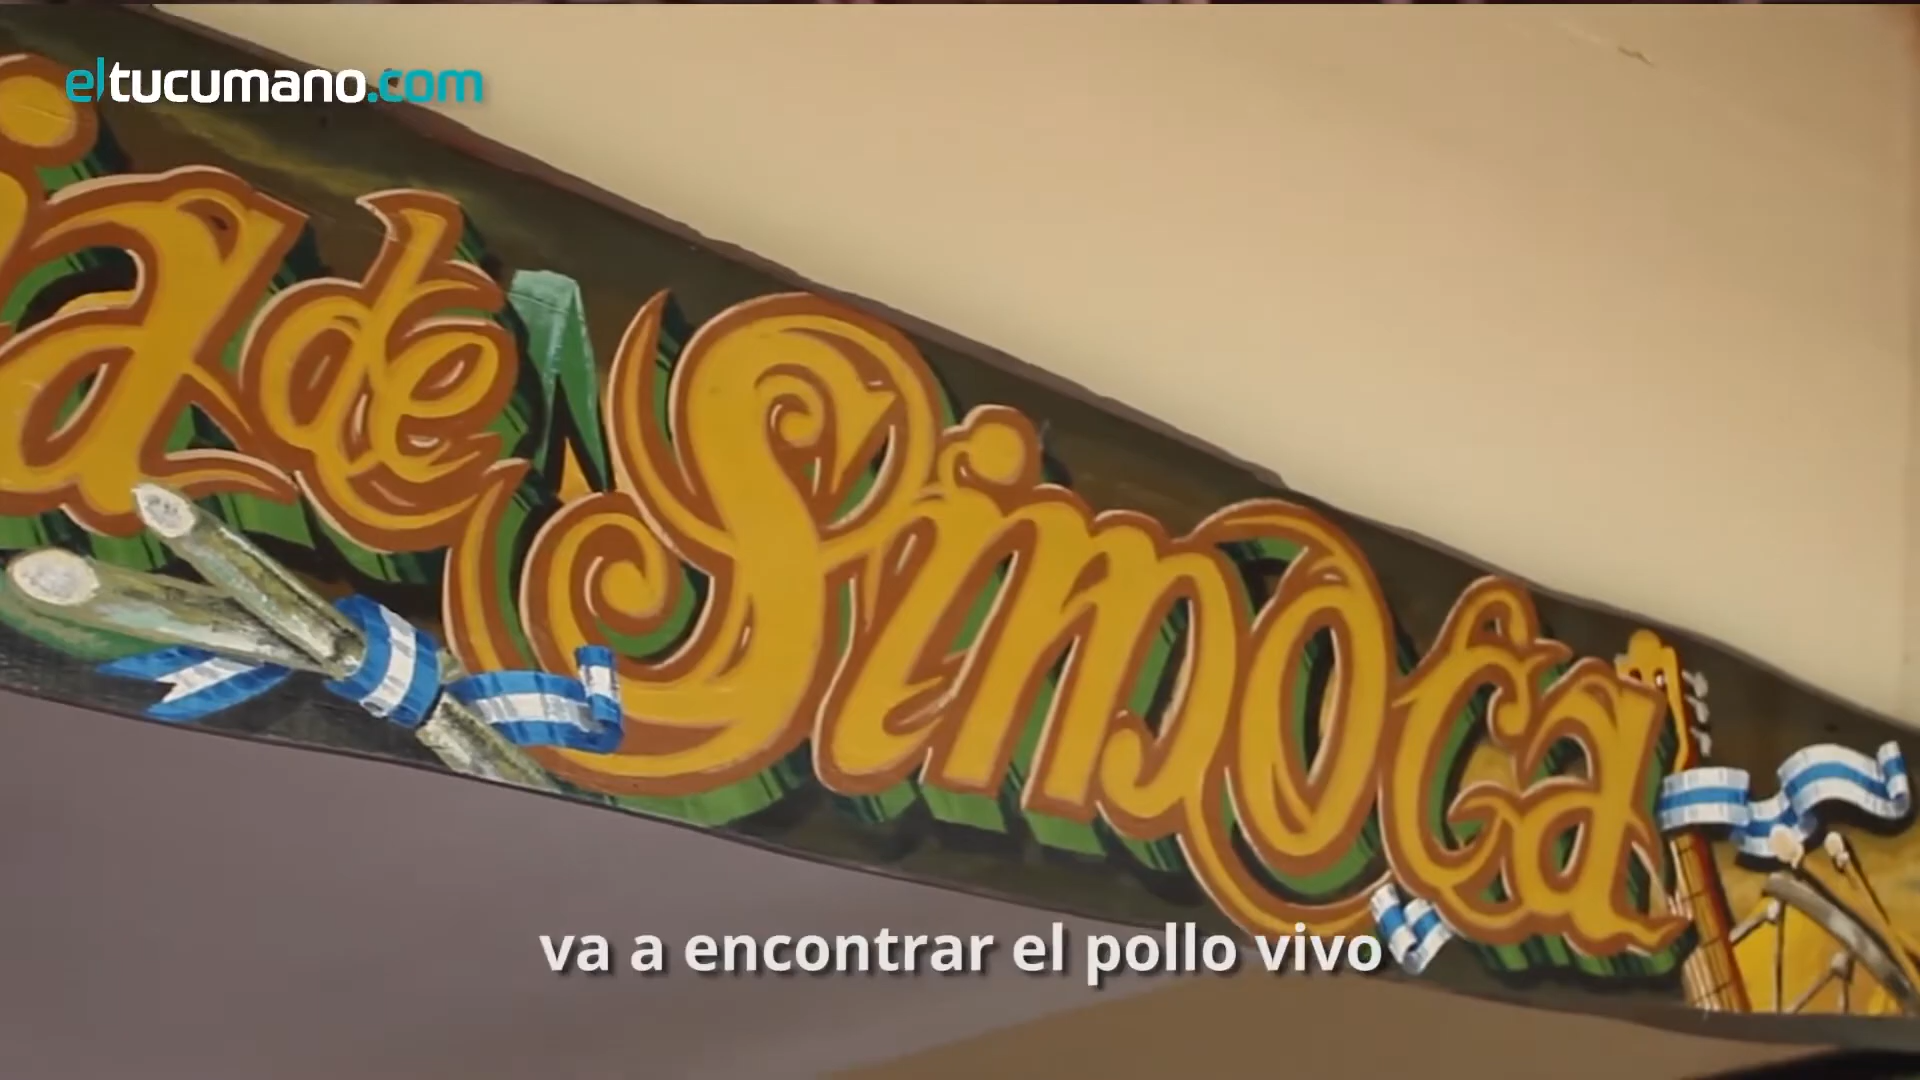 eltucumano.com
a de Simoca
va a encontrar el pollo vivo